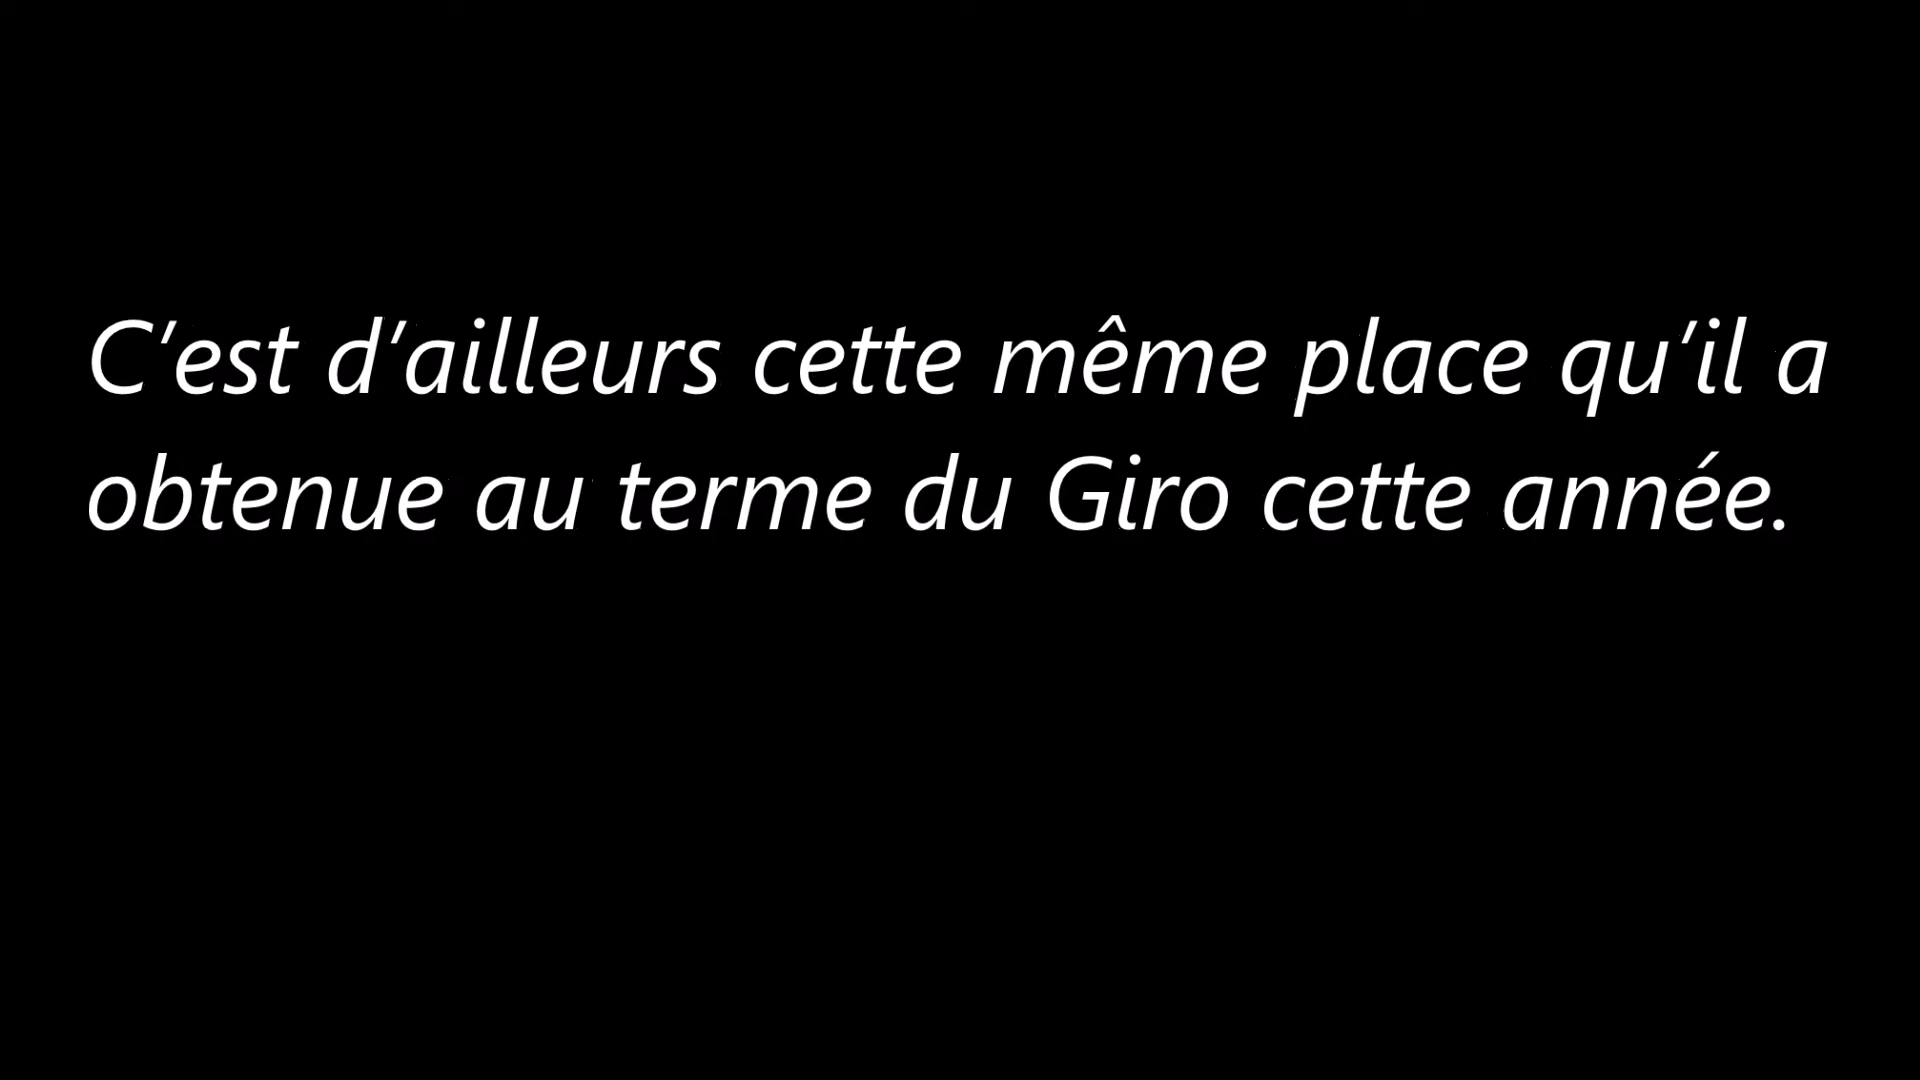 C’est d’ailleurs cette même place qu’il a
obtenue au terme du Giro cette année.